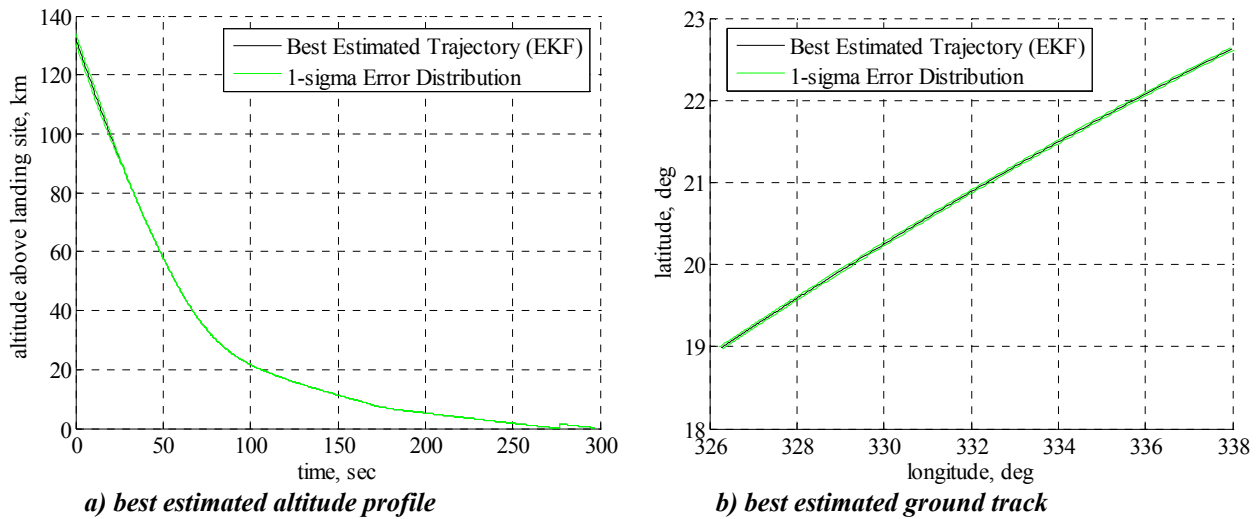 140
120
100
80
60
40
20
0
altitude above landing site, km
Best Estimated Trajectory (EKF)
1-sigma Error Distribution
0 50 100 150 200 250 300
time, sec
a) best estimated altitude profile
23
22
21
20
19
18
latitude, deg
Best Estimated Trajectory (EKF)
1-sigma Error Distribution
326 328 330 332 334 336 338
longitude, deg
b) best estimated ground track